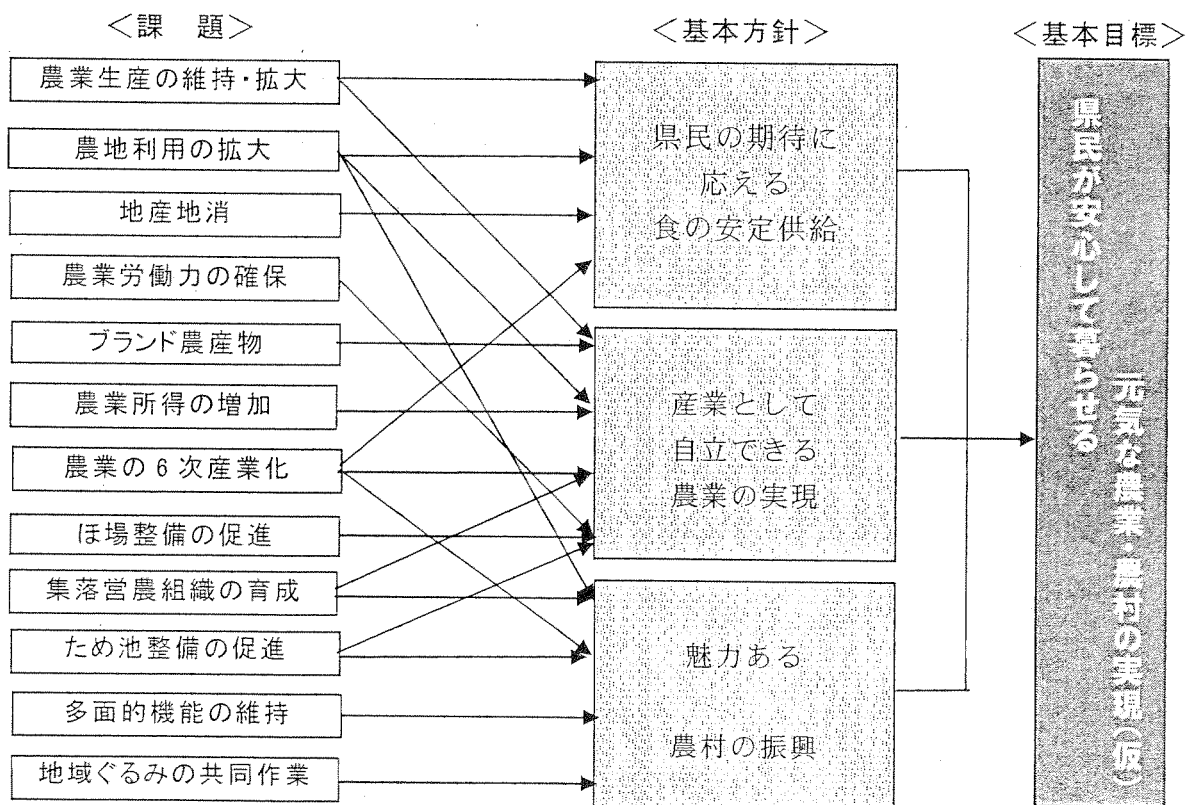 ＜課　題＞
農業生産の維持・拡大
農地利用の拡大
地産地消
農業労働力の確保
ブランド農産物
農業所得の増加
農業の６次産業化
ほ場整備の促進
集落営農組織の育成
ため池整備の促進
多面的機能の維持
地域ぐるみの共同作業
＜基本方針＞
県民の期待に
応える
食の安定供給
産業として
自立できる
農業の実現
魅力ある
農村の振興
＜基本目標＞
県民が安心して暮らせる
元気な農業・農村の実現（仮）